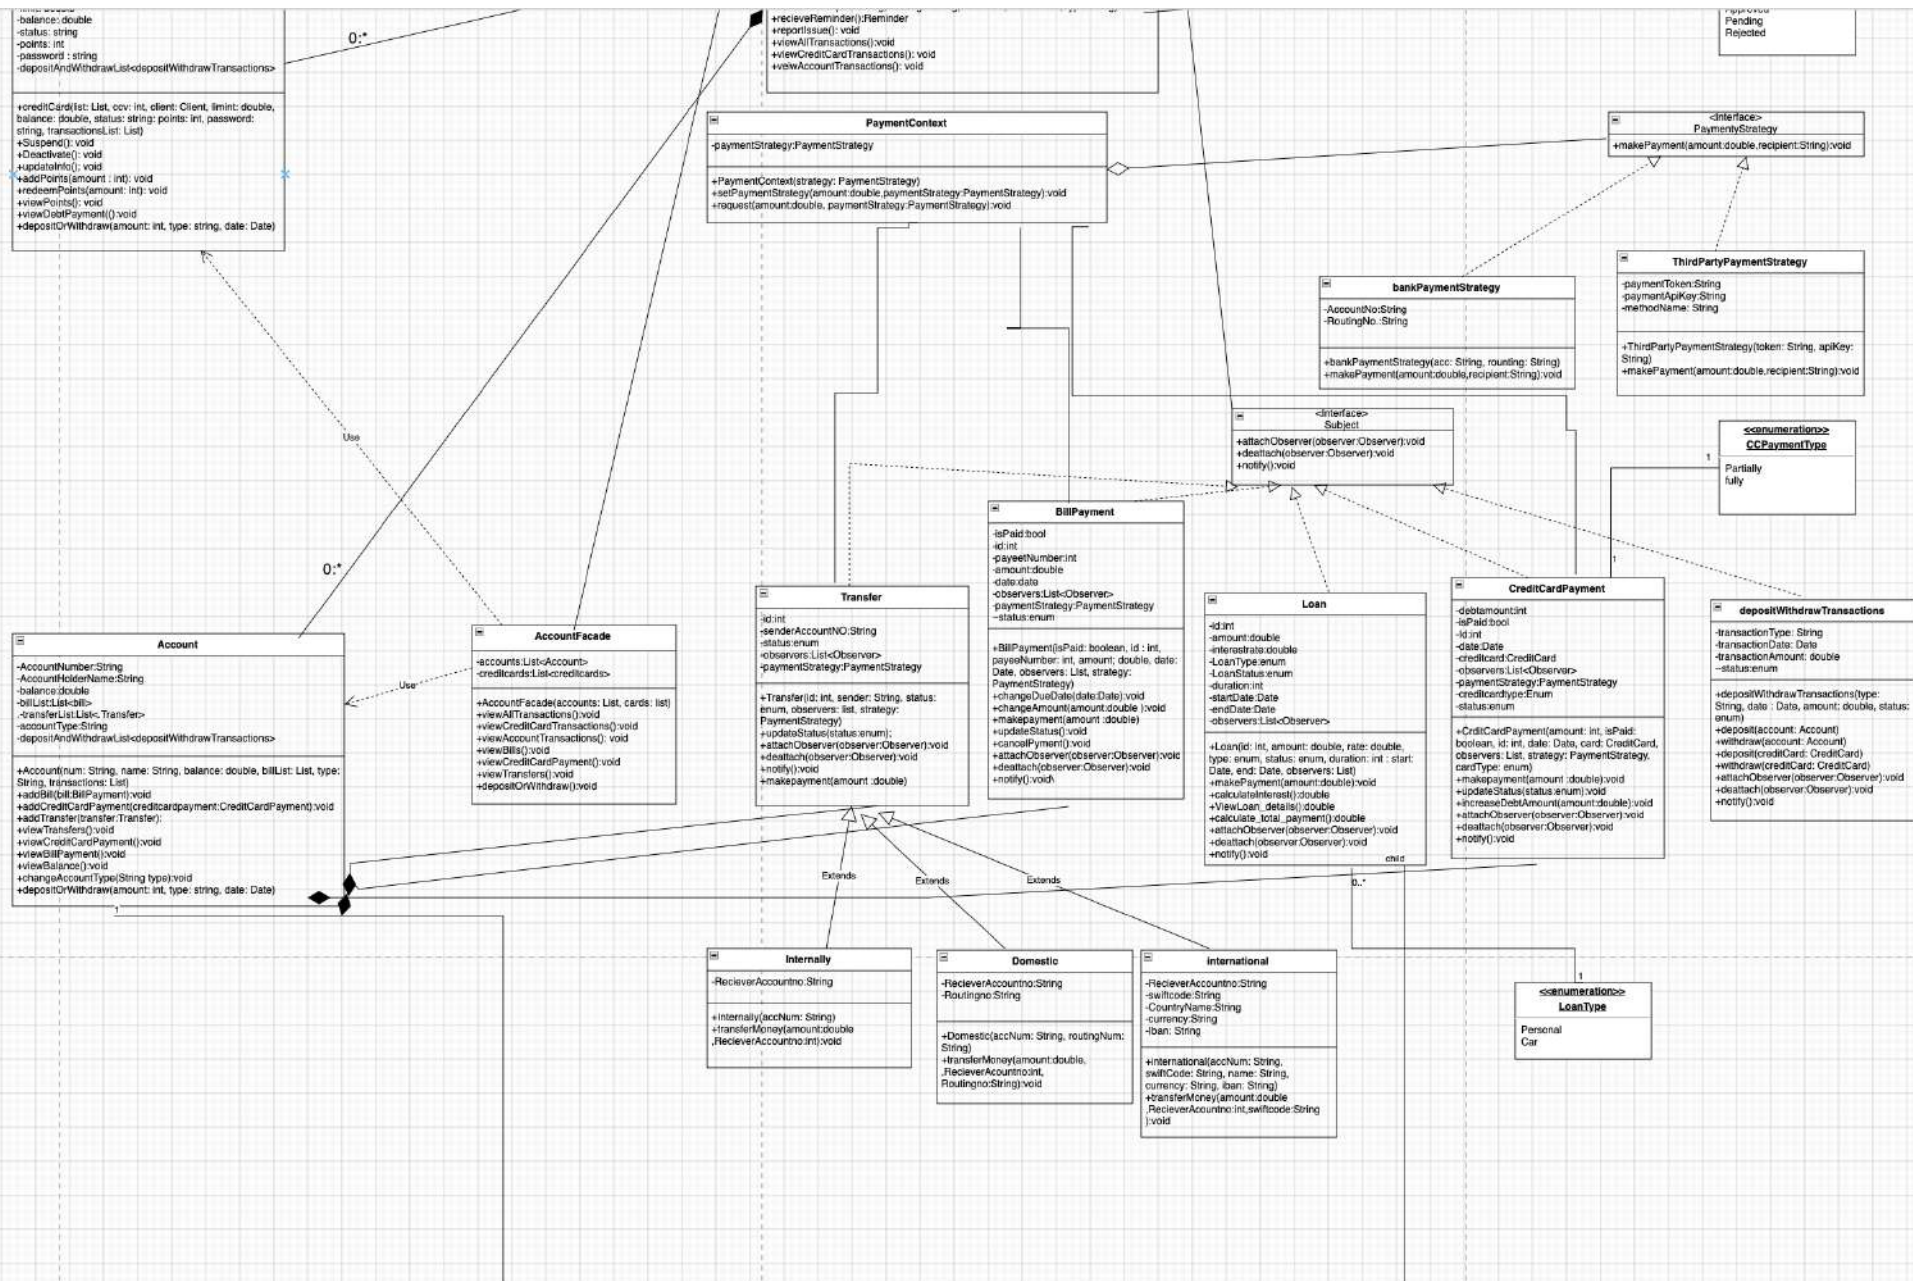 -balance: double
-status: string
-points: int
-password : string
-depositAndWithdrawList<depositWithdrawTransactions>
+creditCard(list: List, ccv: int, client: Client, limint: double,
balance: double, status: string: points: int, password:
string, transactionsList: List)
+Suspend(): void
+Deactivate(): void
+updateInfo(); void
+addPoints(amount : int): void
+redeemPoints(amount: int): void
+viewPoints(): void
+viewDebtPayment(():void
+depositOrWithdraw(amount: int, type: string, date: Date)
0:*
+recieveReminder():Reminder
+reportIssue(): void
+viewAllTransactions():void
+viewCreditCardTransactions(): void
+veiwAccountTransactions(): void
Approved
Pending
Rejected
PaymentContext
-paymentStrategy:PaymentStrategy
+PaymentContext(strategy: PaymentStrategy)
+setPaymentStrategy(amount:double,paymentStrategy:PaymentStrategy):void
+request(amount:double, paymentStrategy:PaymentStrategy):void
<Interface>
PaymentyStrategy
+makePayment(amount:double,recipient:String):void
bankPaymentStrategy
-AccountNo:String
-RoutingNo.:String
+bankPaymentStrategy(acc: String, rounting: String)
+makePayment(amount:double,recipient:String):void
ThirdPartyPaymentStrategy
-paymentToken:String
-paymentApiKey:String
-methodName: String
+ThirdPartyPaymentStrategy(token: String, apiKey:
String)
+makePayment(amount:double,recipient:String):void
<Interface>
Subject
+attachObserver(observer:Observer):void
+deattach(observer:Observer):void
+notify():void
<<enumeration>>
CCPaymentType
Partially
fully
1
1
Use
0:*
Use
Account
-AccountNumber:String
-AccountHolderName:String
-balance:double
-billList:List<bill>
.-transferList:List<.Transfer>
-accountType:String
-depositAndWithdrawList<depositWithdrawTransactions>
+Account(num: String, name: String, balance: double, billList: List, type:
String, transactions: List)
+addBill(bill:BillPayment):void
+addCreditCardPayment(creditcardpayment:CreditCardPayment):void
+addTransfer(transfer:Transfer);
+viewTransfers():void
+viewCreditCardPayment():void
+viewBillPayment():void
+viewBalance():void
+changeAccountType(String type):void
+depositOrWithdraw(amount: int, type: string, date: Date)
1
AccountFacade
-accounts:List<Account>
-creditcards:List<creditcards>
+AccountFacade(accounts: List, cards: list)
+viewAllTransactions():void
+viewCreditCardTransactions():void
+viewAccountTransactions(): void
+viewBills():void
+viewCreditCardPayment():void
+viewTransfers():void
+depositOrWithdraw():void
Transfer
-id:int
-senderAccountNO:String
-status:enum
-observers:List<Observer>
-paymentStrategy:PaymentStrategy
+Transfer(id: int, sender: String, status:
enum, observers: list, strategy:
PaymentStrategy)
+updateStatus(status:enum);
+attachObserver(observer:Observer):void
+deattach(observer:Observer):void
+notify():void
+makepayment(amount :double)
BillPayment
-isPaid:bool
-id:int
-payeetNumber:int
-amount:double
-date:date
-observers:List<Observer>
-paymentStrategy:PaymentStrategy
--status:enum
+BillPayment(isPaid: boolean, id : int,
payeeNumber: int, amount; double, date:
Date, observers: List, strategy:
PaymentStrategy)
+changeDueDate(date:Date):void
+changeAmount(amount:double ):void
+makepayment(amount :double)
+updateStatus():void
+cancelPyment():void
+attachObserver(observer:Observer):void
+deattach(observer:Observer):void
+notify():void\
Loan
-id:int
-amount:double
-interestrate:double
-LoanType:enum
-LoanStatus:enum
-duration:int
-startDate:Date
-endDate:Date
-observers:List<Observer>
+Loan(id: int, amount: double, rate: double,
type: enum, status: enum, duration: int : start:
Date, end: Date, observers: List)
+makePayment(amount:double):void
+calculateInterest():double
+ViewLoan_details():double
+calculate_total_payment():double
+attachObserver(observer:Observer):void
+deattach(observer:Observer):void
+notify():void
child
CreditCardPayment
-debtamount:int
-isPaid:bool
-id:int
-date:Date
-creditcard:CreditCard
-observers:List<Observer>
-paymentStrategy:PaymentStrategy
-creditcardtype:Enum
-status:enum
+CrditCardPayment(amount: int, isPaid:
boolean, id: int, date: Date, card: CreditCard,
observers: List, strategy: PaymentStrategy,
cardType: enum)
+makepayment(amount :double):void
+updateStatus(status:enum):void
+increaseDebtAmount(amount:double):void
+attachObserver(observer:Observer):void
+deattach(observer:Observer):void
+notify():void
depositWithdrawTransactions
-transactionType: String
-transactionDate: Date
-transactionAmount: double
--status:enum
+depositWithdrawTransactions(type:
String, date : Date, amount: double, status:
enum)
+deposit(account: Account)
+withdraw(account: Account)
+deposit(creditCard: CreditCard)
+withdraw(creditCard: CreditCard)
+attachObserver(observer:Observer):void
+deattach(observer:Observer):void
+notify():void
Extends
Extends
Extends
0..*
1
Internally
-RecieverAccountno:String
+Internally(accNum: String)
+transferMoney(amount:double
,RecieverAccountno:int):void
Domestic
-RecieverAccountno:String
-Routingno:String
+Domestic(accNum: String, routingNum:
String)
+transferMoney(amount:double,
,RecieverAcountno:int,
Routingno:String):void
international
-RecieverAccountno:String
-swiftcode:String
-CountryName:String
-currency:String
-Iban: String
+international(accNum: String,
swiftCode: String, name: String,
currency: String, iban: String)
+transferMoney(amount:double
,RecieverAcountno:int,swiftcode:String
):void
<<enumeration>>
LoanType
Personal
Car